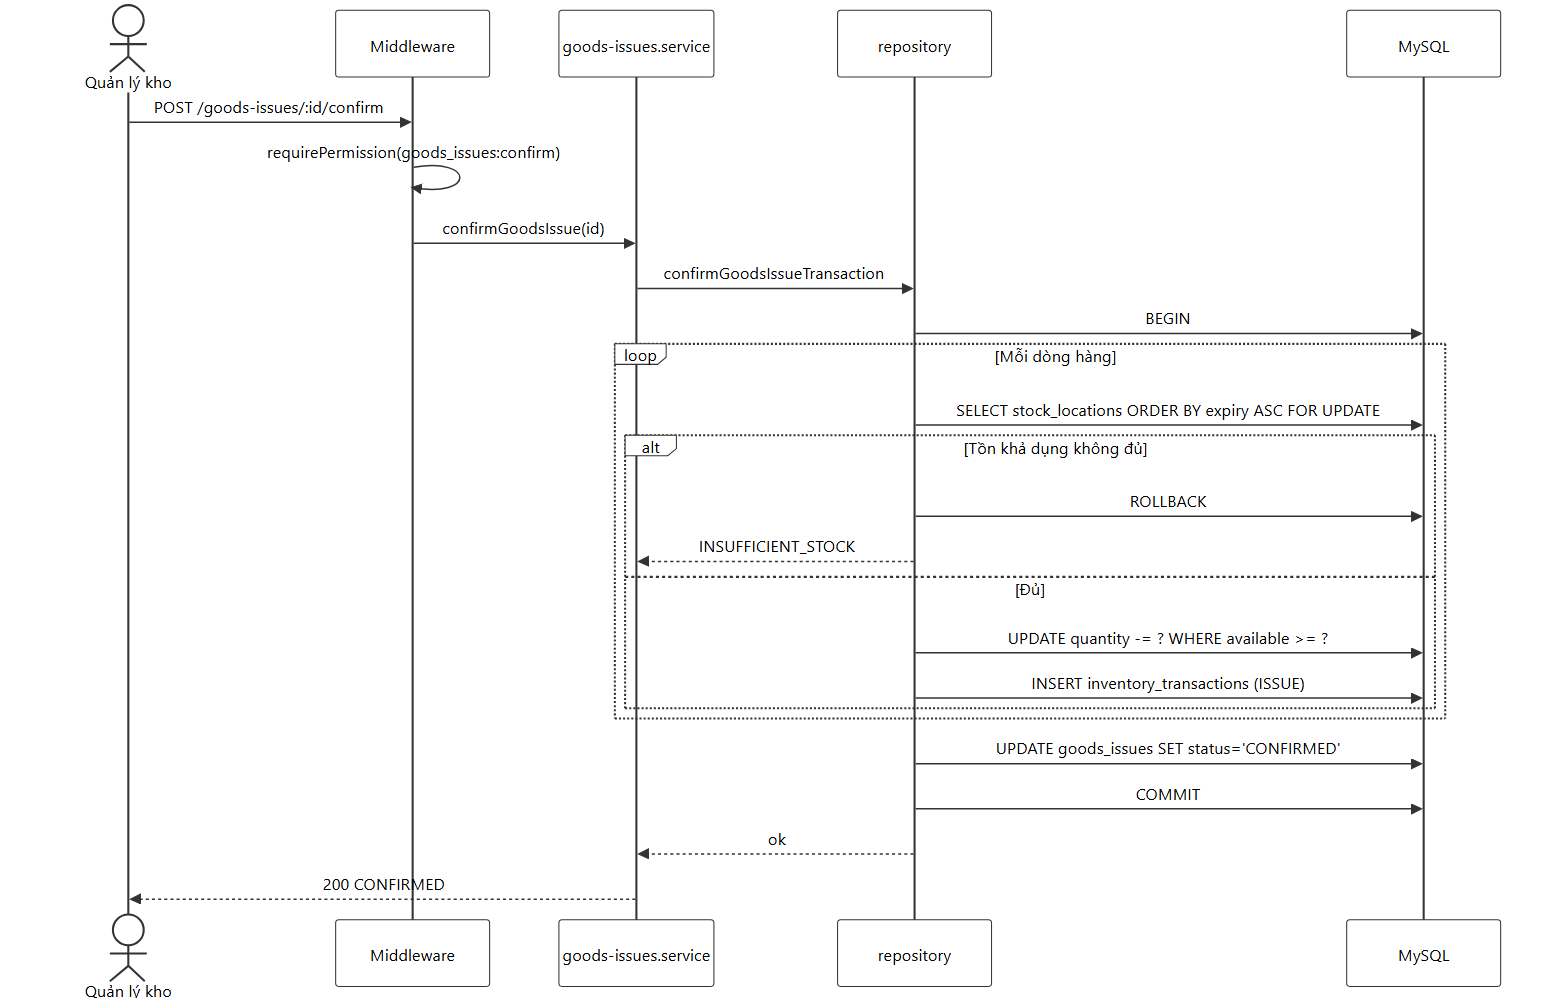 Quản lý kho
Middleware
goods-issues.service
repository
MySQL
POST /goods-issues/:id/confirm
requirePermission(goods_issues:confirm)
confirmGoodsIssue(id)
confirmGoodsIssueTransaction
BEGIN
loop
[Mỗi dòng hàng]
SELECT stock_locations ORDER BY expiry ASC FOR UPDATE
alt
[Tồn khả dụng không đủ]
ROLLBACK
INSUFFICIENT_STOCK
[Đủ]
UPDATE quantity -= ? WHERE available >= ?
INSERT inventory_transactions (ISSUE)
UPDATE goods_issues SET status='CONFIRMED'
COMMIT
ok
200 CONFIRMED
Quản lý kho
Middleware
goods-issues.service
repository
MySQL